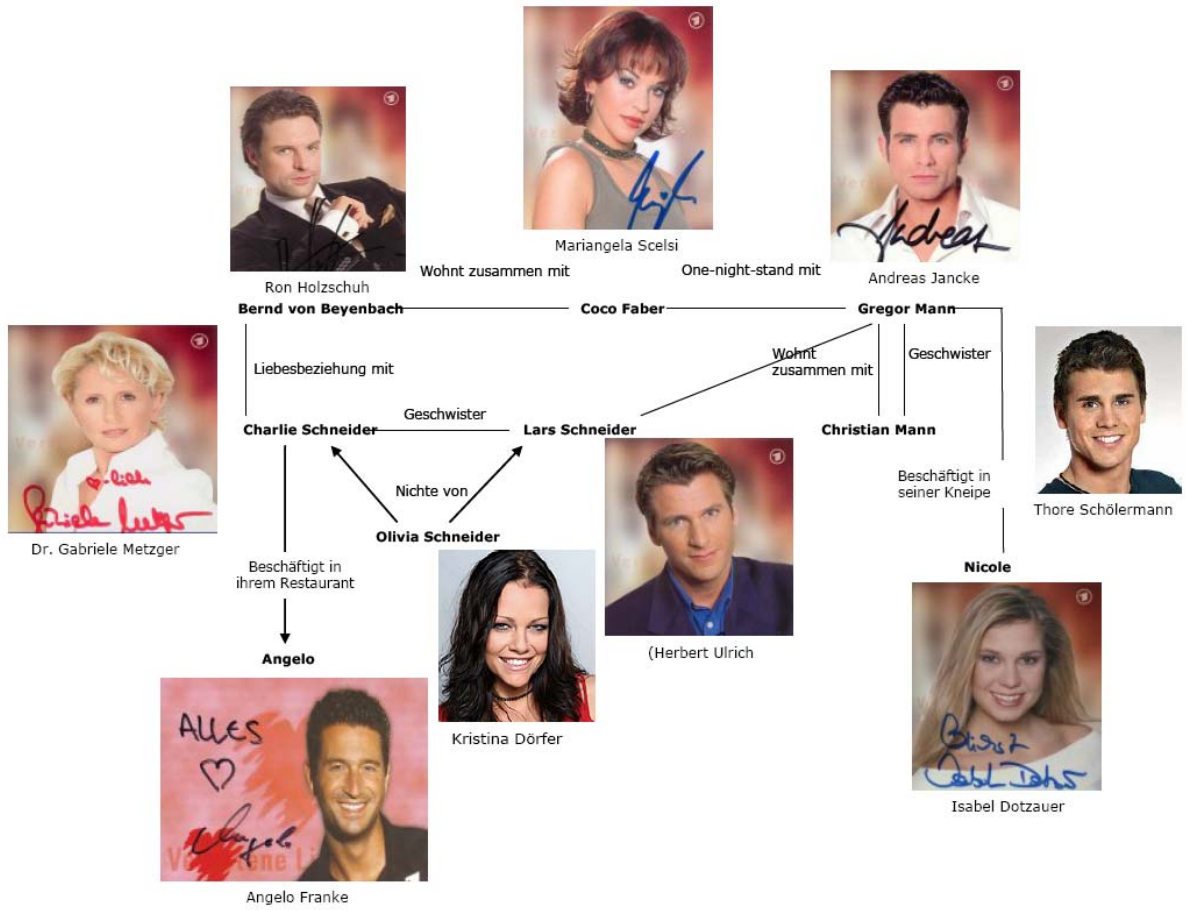 Mariangela Scelsi
Ron Holzschuh
Andreas
Andreas Jancke
Wohnt zusammen mit
One-night-stand mit
Bernd von Beyenbach
Coco Faber
Gregor Mann
Liebesbeziehung mit
Wohnt
zusammen mit
Geschwister
Dr. Gabriele Metzger
Charlie Schneider
Geschwister
Lars Schneider
Christian Mann
Thore Schölermann
Nichte von
Olivia Schneider
Beschäftigt in
seiner Kneipe
Beschäftigt in
ihrem Restaurant
Nicole
Angelo
(Herbert Ulrich
Kristina Dörfer
Isabel Dotzauer
ALLES
Angelo
Angelo Franke